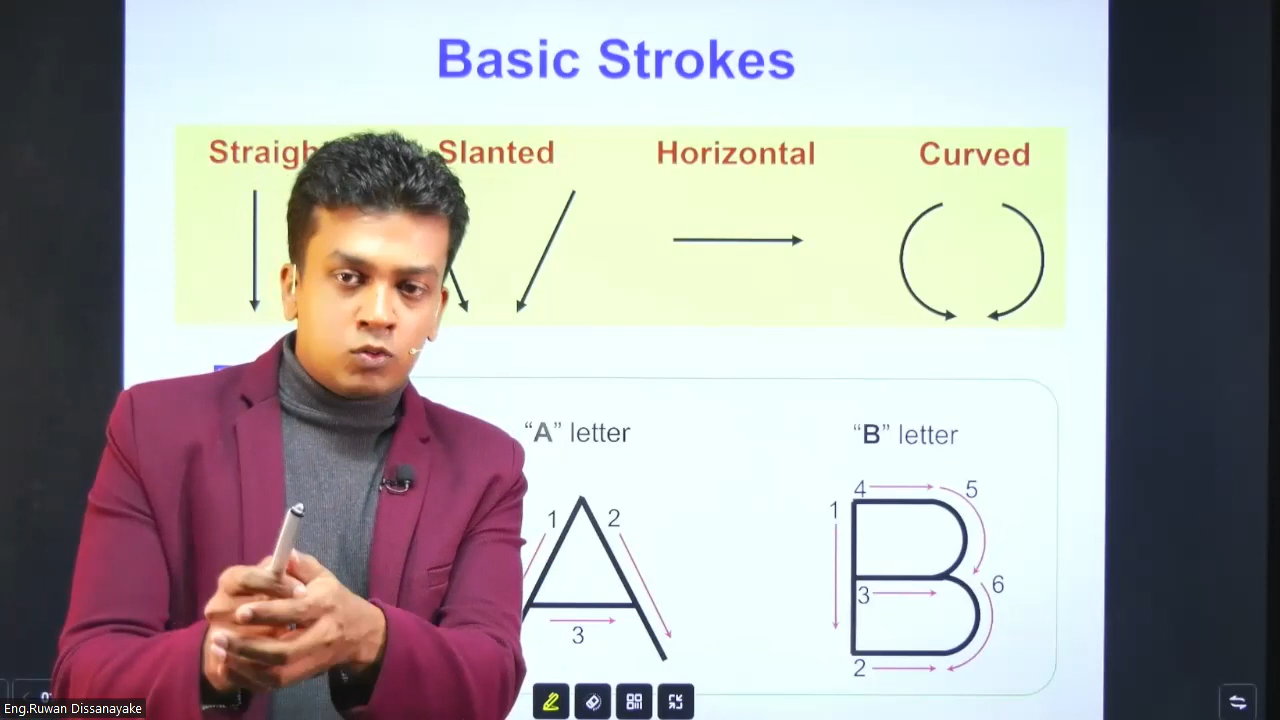 Basic Strokes
Slanted Horizontal Curved
“A” letter “B” letter
1 2 3
1 4 5 3 6 2
Eng.Ruwan Dissanayake